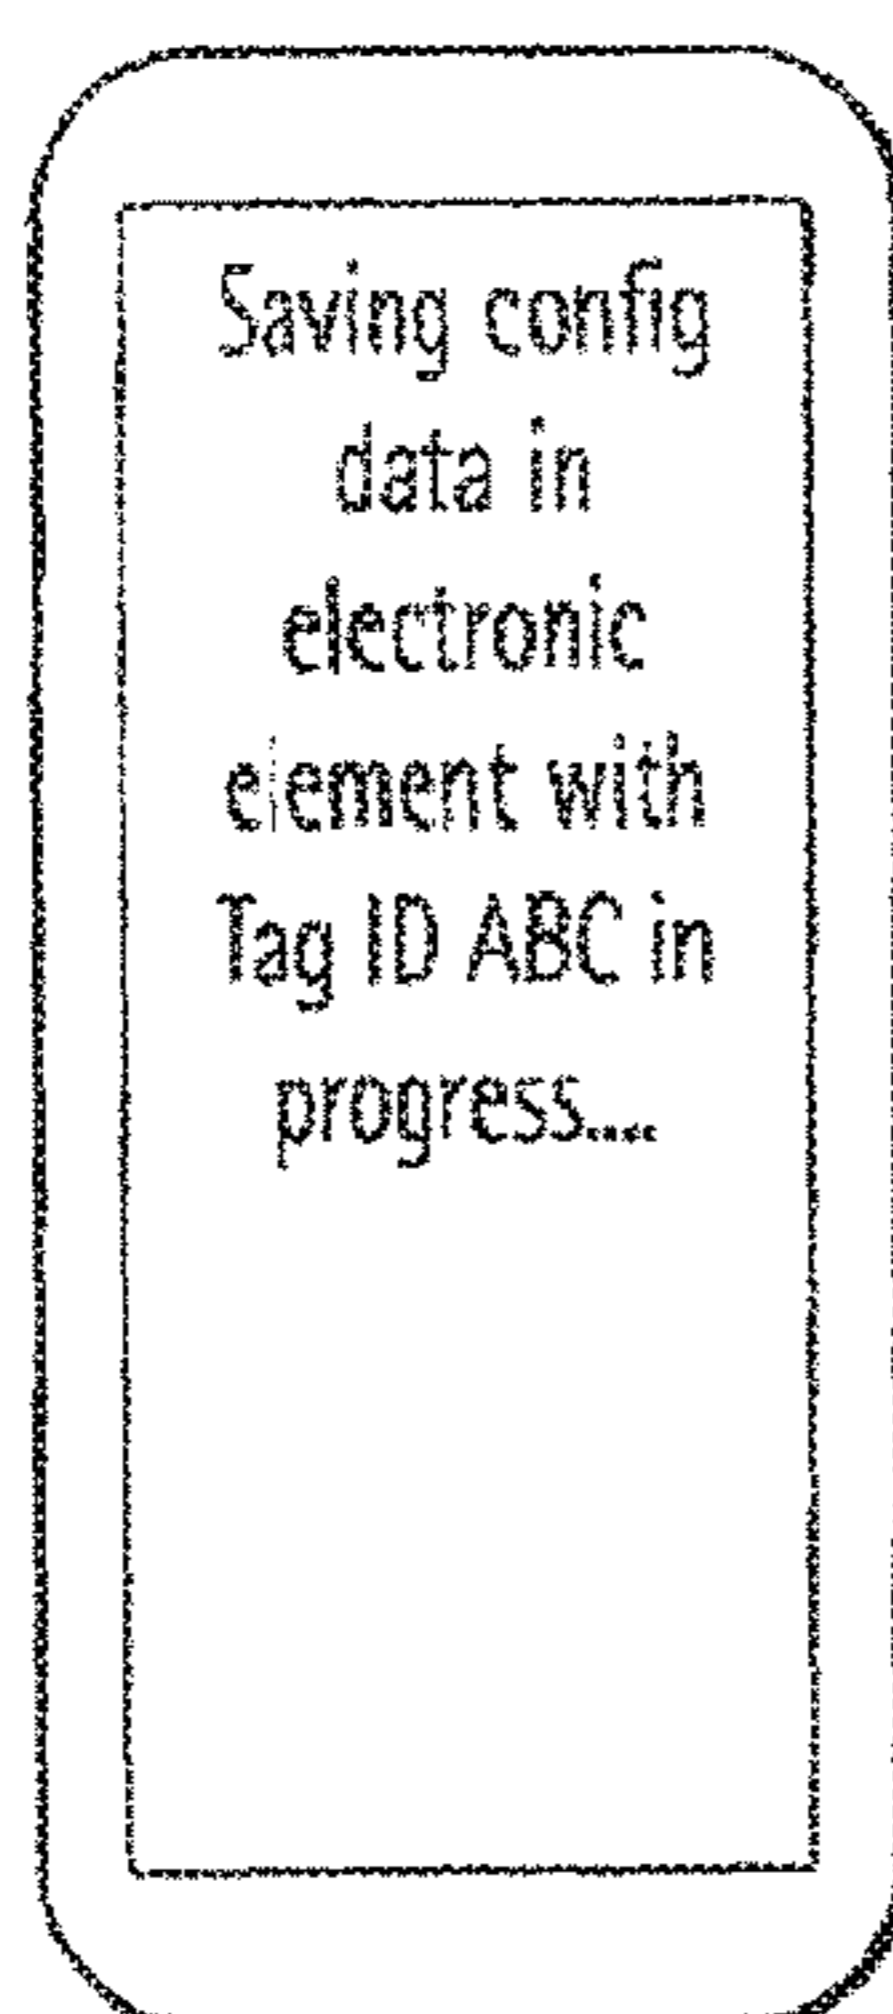 Saving config
data in
electronic
element with
Tag ID ABC in
progress....